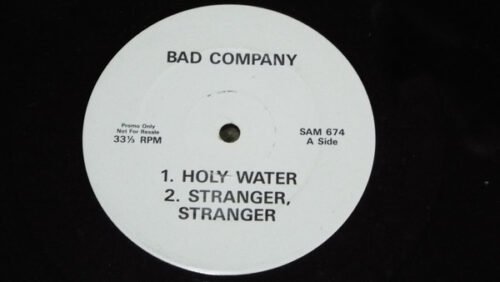 BAD COMPANY
Promo Only
Not For Resale
33⅓ RPM
SAM 674
A Side
1. HOLY WATER
2. STRANGER,
STRANGER